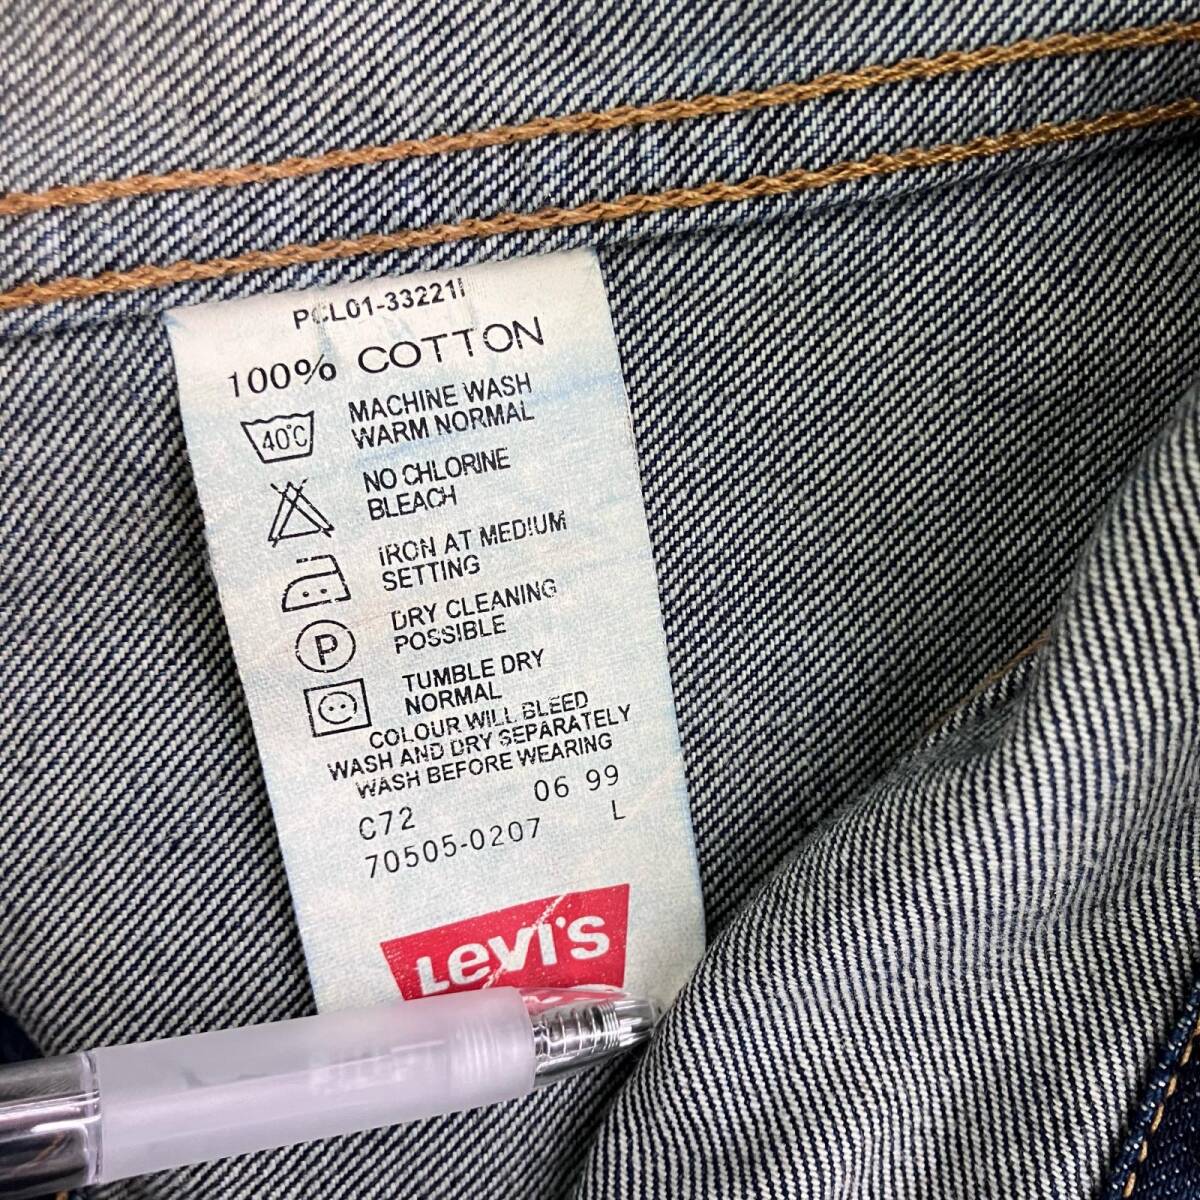 PCL01-33221I
100% COTTON
40°C MACHINE WASH
WARM NORMAL
NO CHLORINE
BLEACH
IRON AT MEDIUM
SETTING
P DRY CLEANING
POSSIBLE
TUMBLE DRY
NORMAL
COLOUR WILL BLEED
WASH AND DRY SEPARATELY
WASH BEFORE WEARING
C72 06 99
70505-0207 L
Levi's